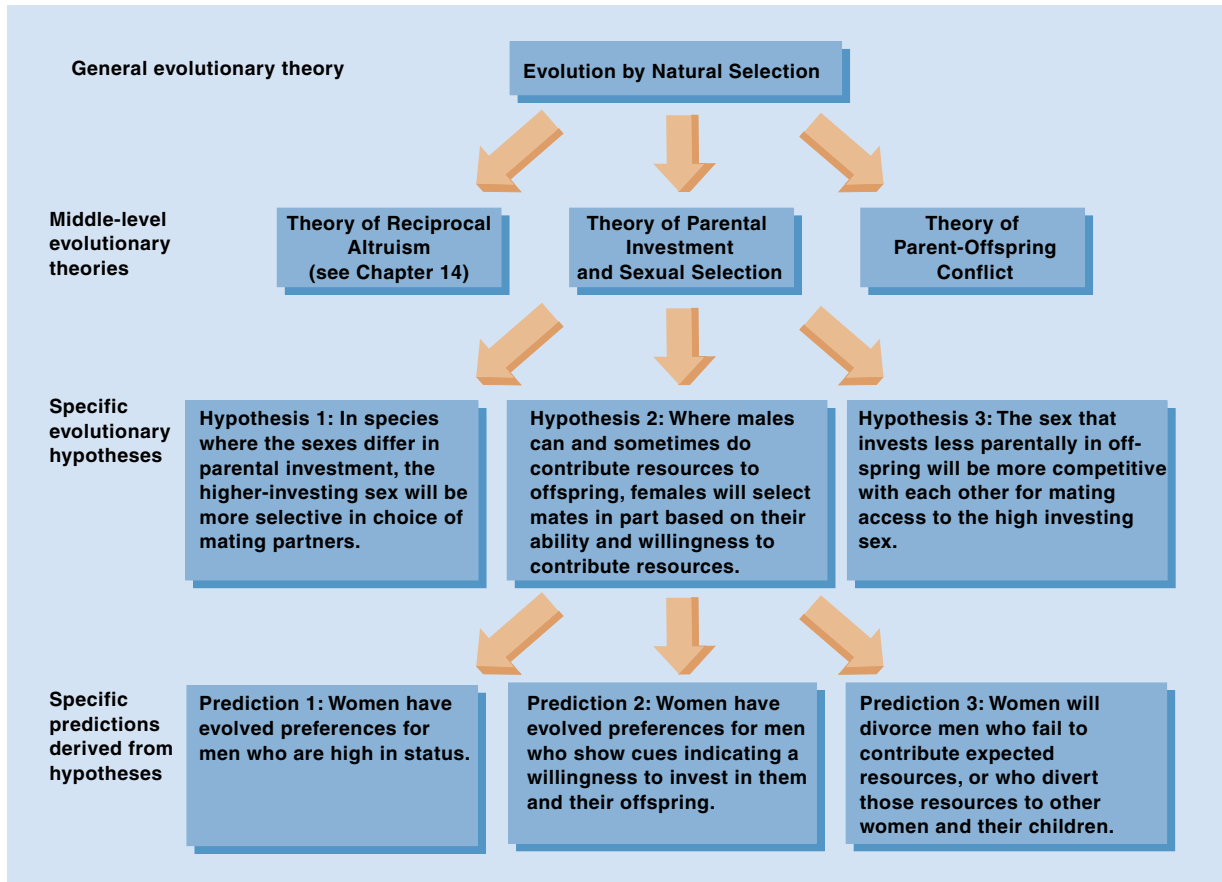 General evolutionary theory
Evolution by Natural Selection
Middle-level
evolutionary
theories
Theory of Reciprocal
Altruism
(see Chapter 14)
Theory of Parental
Investment
and Sexual Selection
Theory of
Parent-Offspring
Conflict
Specific
evolutionary
hypotheses
Hypothesis 1: In species
where the sexes differ in
parental investment, the
higher-investing sex will be
more selective in choice of
mating partners.
Hypothesis 2: Where males
can and sometimes do
contribute resources to
offspring, females will select
mates in part based on their
ability and willingness to
contribute resources.
Hypothesis 3: The sex that
invests less parentally in off-
spring will be more competitive
with each other for mating
access to the high investing
sex.
Specific
predictions
derived from
hypotheses
Prediction 1: Women have
evolved preferences for
men who are high in status.
Prediction 2: Women have
evolved preferences for men
who show cues indicating a
willingness to invest in them
and their offspring.
Prediction 3: Women will
divorce men who fail to
contribute expected
resources, or who divert
those resources to other
women and their children.